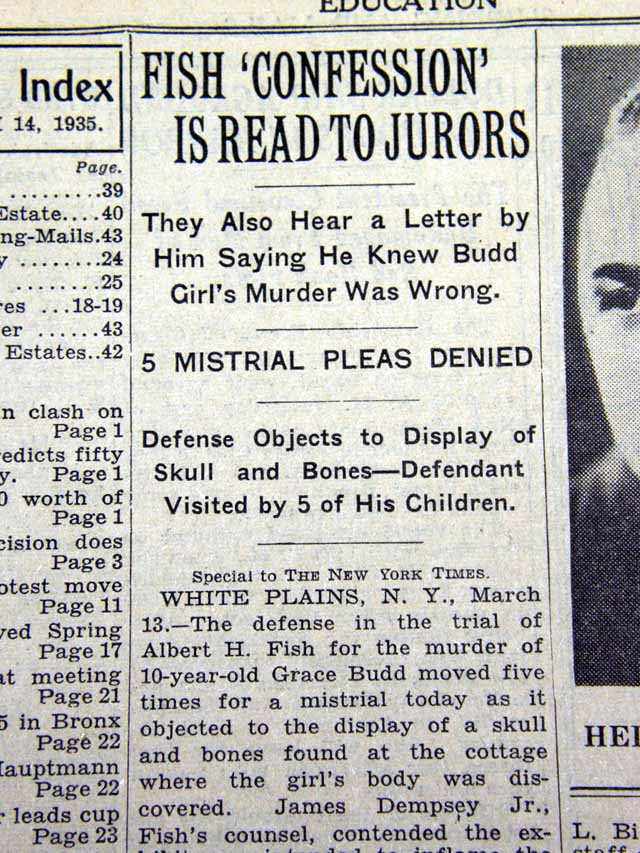 EDUCATION
Index
14, 1935.
Page.
39
Estate....40
ng-Mails.43
y ........24
25
res ...18-19
er ......43
Estates..42
n clash on
Page 1
edicts fifty
y. Page 1
0 worth of
Page 1
cision does
Page 3
otest move
Page 11
ved Spring
Page 17
at meeting
Page 21
5 in Bronx
Page 22
Hauptmann
Page 22
r leads cup
Page 23
FISH ‘CONFESSION’
IS READ TO JURORS
They Also Hear a Letter by
Him Saying He Knew Budd
Girl's Murder Was Wrong.
5 MISTRIAL PLEAS DENIED
Defense Objects to Display of
Skull and Bones—Defendant
Visited by 5 of His Children.
Special to THE NEW YORK TIMES.
WHITE PLAINS, N. Y., March
13.—The defense in the trial of
Albert H. Fish for the murder of
10-year-old Grace Budd moved five
times for a mistrial today as it
objected to the display of a skull
and bones found at the cottage
where the girl's body was dis-
covered. James Dempsey Jr.,
Fish's counsel, contended the ex-
HEI
L. Bi